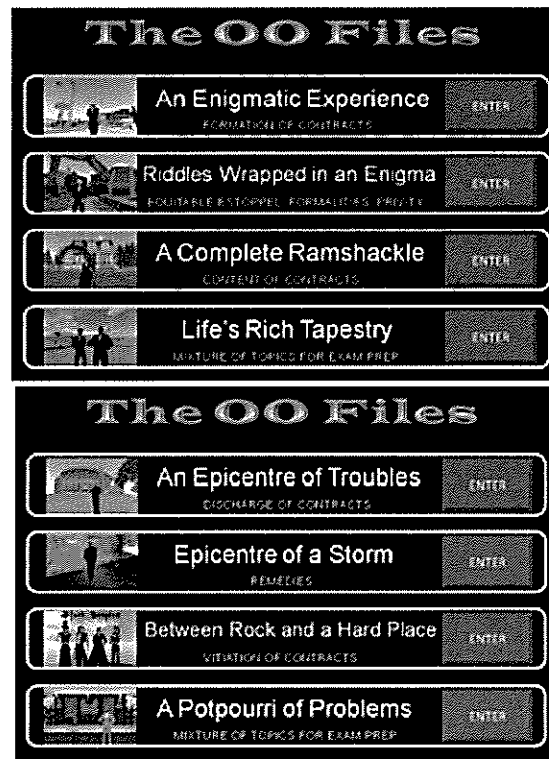 The OO Files
An Enigmatic Experience
ENTER
FORMATION OF CONTRACTS
Riddles Wrapped in an Enigma
ENTER
EQUITABLE ESTOPPEL, FORMALITIES, PRIVITY
A Complete Ramshackle
ENTER
CONTENT OF CONTRACTS
Life's Rich Tapestry
ENTER
MIXTURE OF TOPICS FOR EXAM PREP
The OO Files
An Epicentre of Troubles
ENTER
DISCHARGE OF CONTRACTS
Epicentre of a Storm
ENTER
REMEDIES
Between Rock and a Hard Place
ENTER
VITIATION OF CONTRACTS
A Potpourri of Problems
ENTER
MIXTURE OF TOPICS FOR EXAM PREP